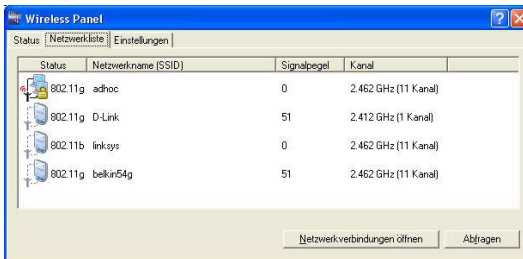 Wireless Panel
Status Netzwerkliste Einstellungen
Status Netzwerkname (SSID) Signalpegel Kanal
802.11g adhoc 0 2.462 GHz (11 Kanal)
802.11g D-Link 51 2.412 GHz (1 Kanal)
802.11b linksys 0 2.462 GHz (11 Kanal)
802.11g belkin54g 51 2.462 GHz (11 Kanal)
Netzwerkverbindungen öffnen Abfragen